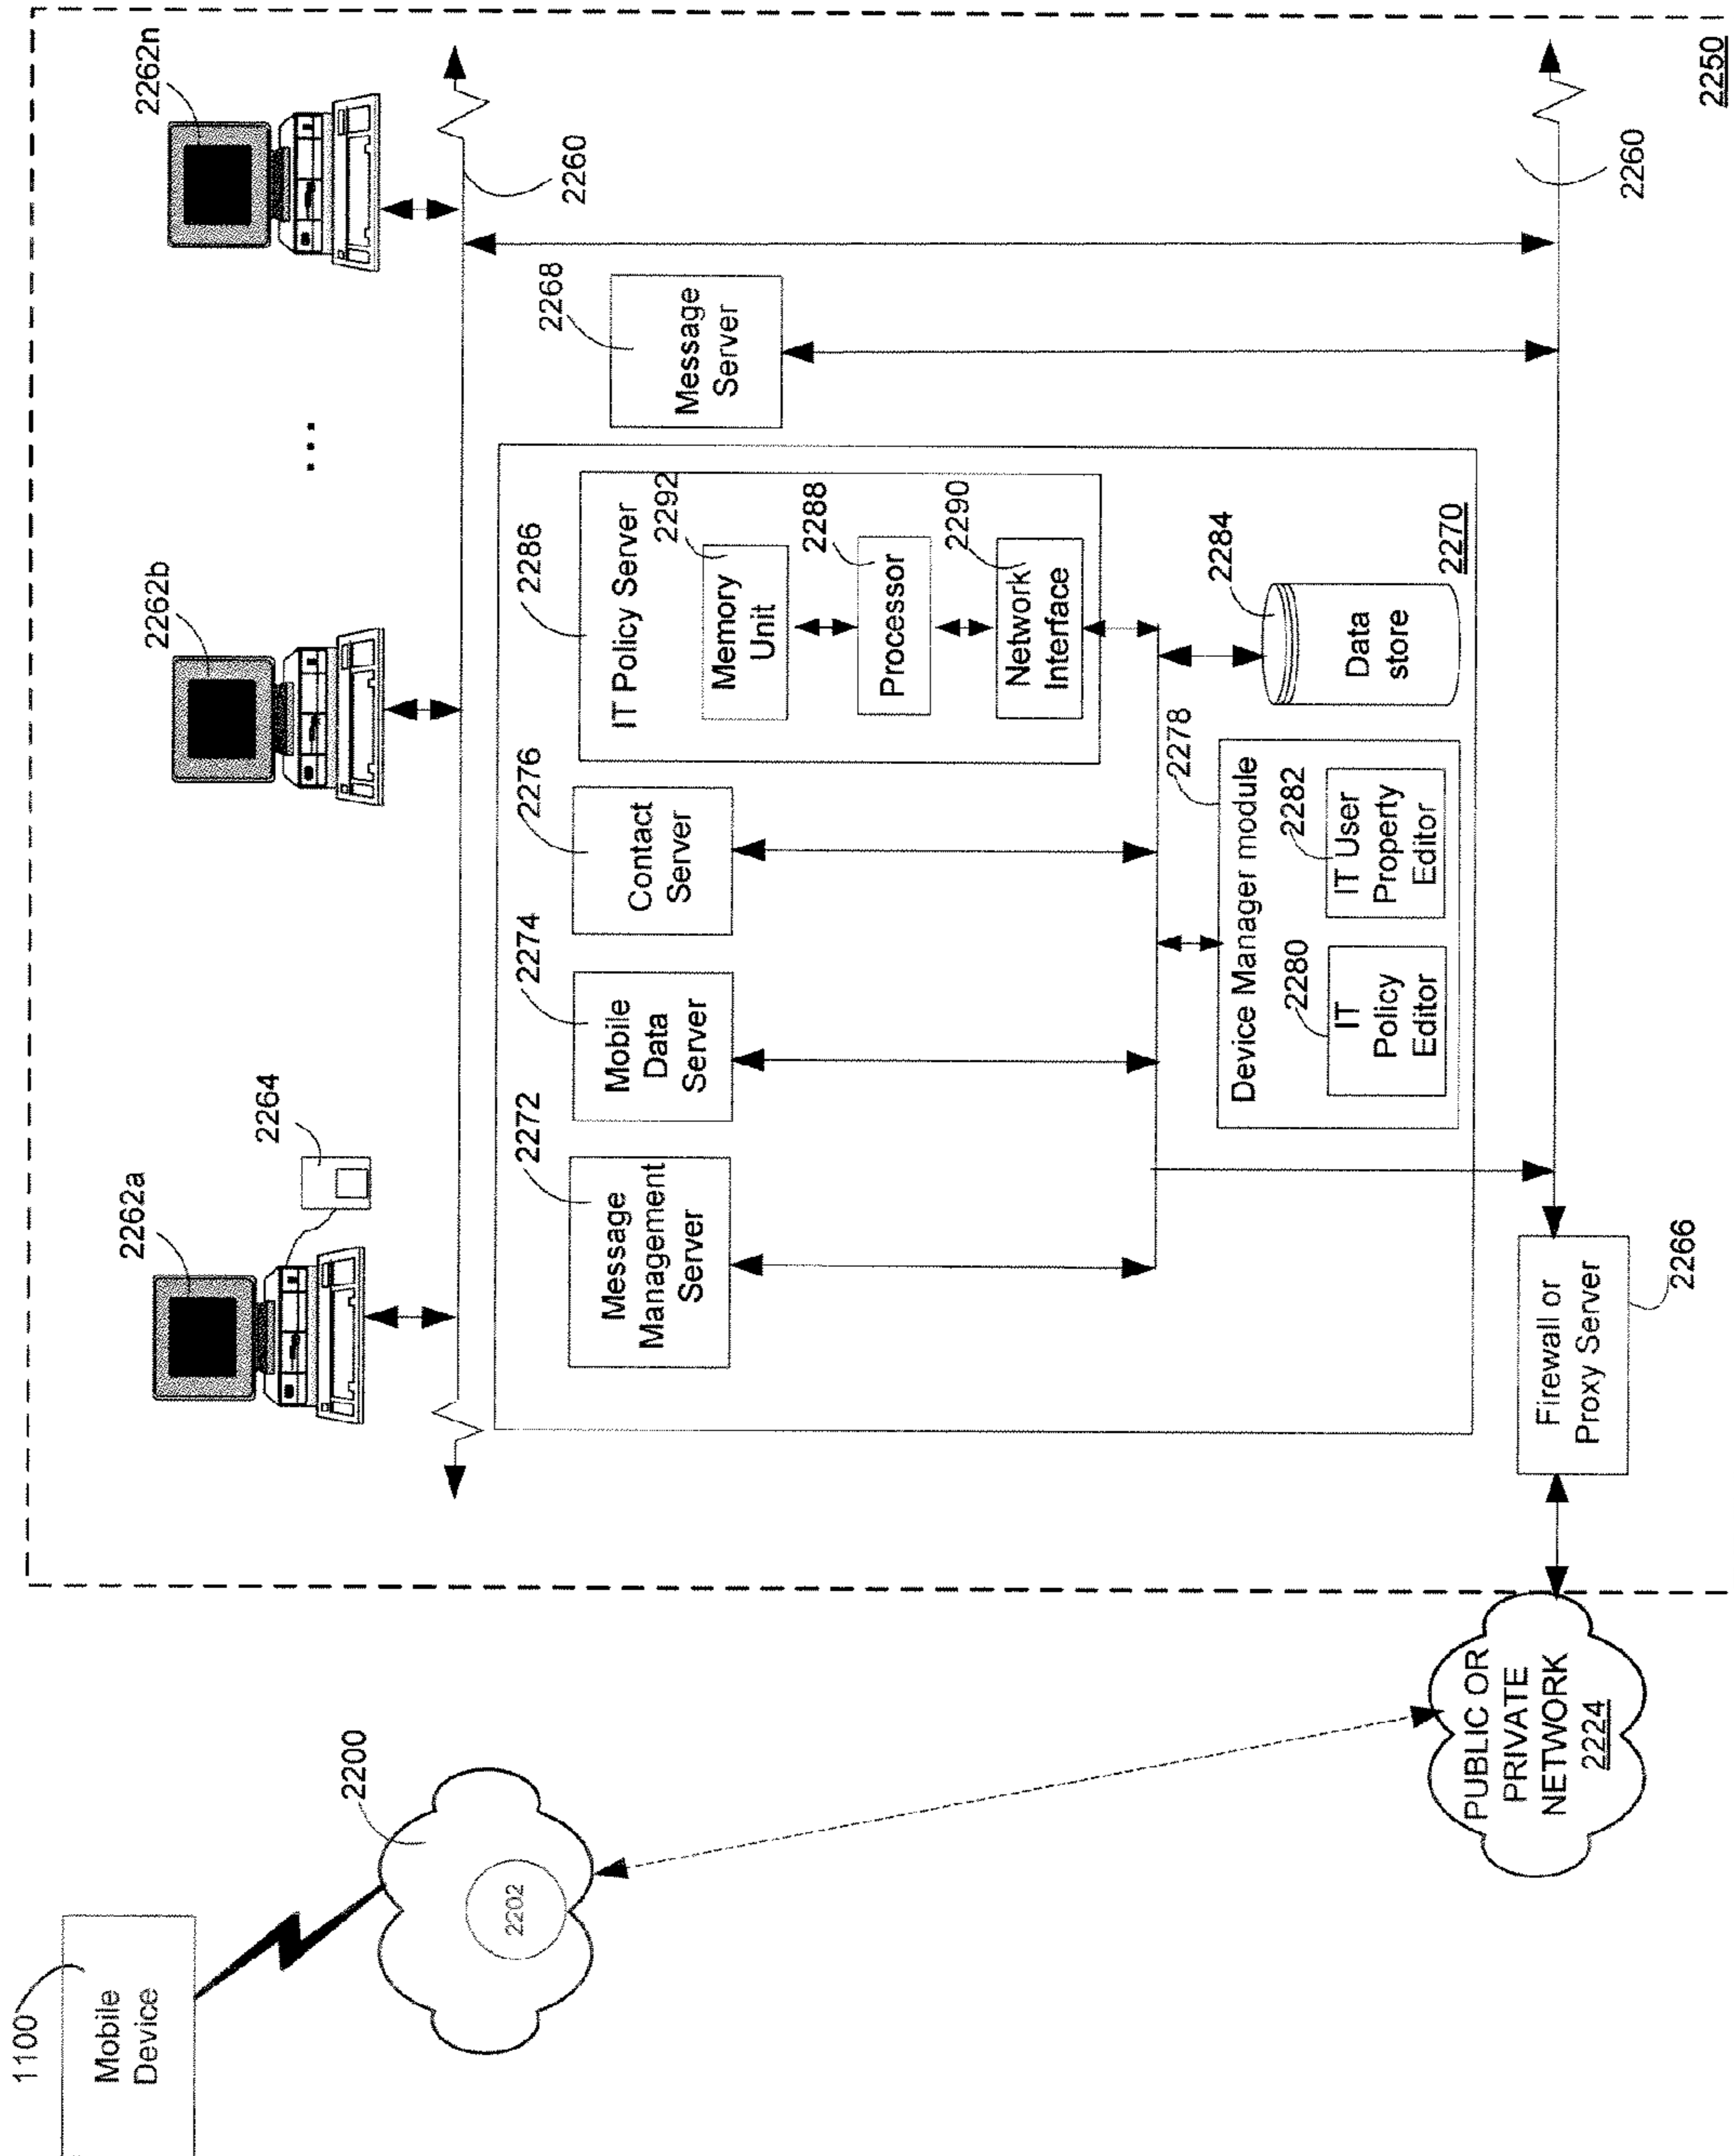 1100
Mobile
Device
2200
2202
PUBLIC OR
PRIVATE
NETWORK
2224
2262a
2264
2262b
...
2262n
2260
2272
Message
Management
Server
2274
Mobile
Data
Server
2276
Contact
Server
2286
IT Policy Server
2292
Memory
Unit
2288
Processor
2290
Network
Interface
2268
Message
Server
2278
Device Manager module
2280
IT
Policy
Editor
2282
IT User
Property
Editor
2284
Data
store
2270
Firewall or
Proxy Server
2266
2260
2250